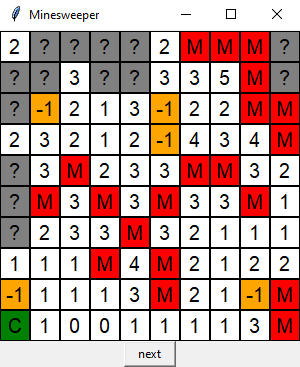 Minesweeper
2 ? ? ? ? 2 M M M ?
? ? 3 ? ? 3 3 5 M ?
? -1 2 1 3 -1 2 2 M M
2 3 2 1 2 -1 4 3 4 M
? 3 M 2 3 3 M M 3 2
? M 3 M 3 M 3 3 M 1
? 2 3 3 M 3 2 1 1 1
1 1 1 M 4 M 2 1 2 2
-1 1 1 1 3 M 2 1 -1 M
C 1 0 0 1 1 1 1 3 M
next